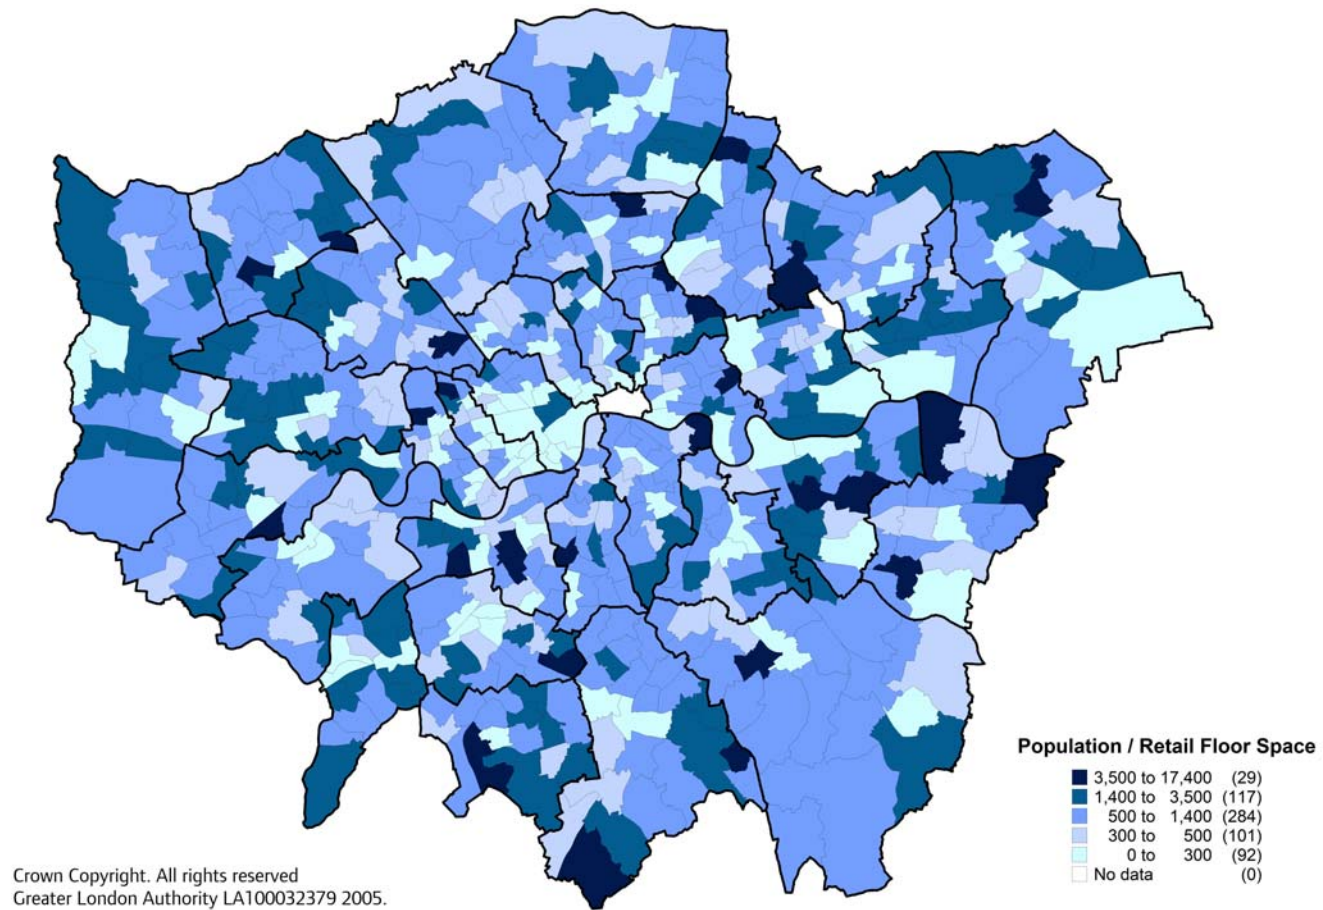 Population / Retail Floor Space
3,500 to 17,400 (29)
1,400 to 3,500 (117)
500 to 1,400 (284)
300 to 500 (101)
0 to 300 (92)
No data (0)
Crown Copyright. All rights reserved
Greater London Authority LA100032379 2005.